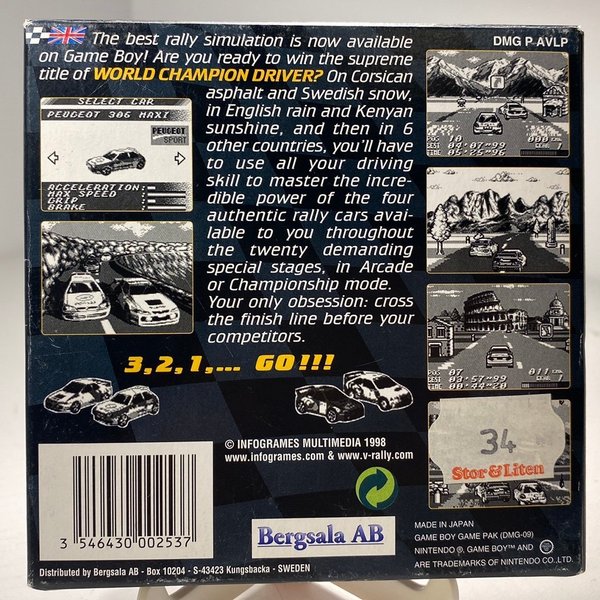 The best rally simulation is now available
on Game Boy! Are you ready to win the supreme
title of WORLD CHAMPION DRIVER? On Corsican
asphalt and Swedish snow,
in English rain and Kenyan
sunshine, and then in 6
other countries, you'll have
to use all your driving
skill to master the incre-
dible power of the four
authentic rally cars avai-
lable to you throughout
the twenty demanding
special stages, in Arcade
or Championship mode.
Your only obsession: cross
the finish line before your
competitors.
3,2,1,... GO!!!
SELECT CAR
PEUGEOT 306 MAXI
PEUGEOT
SPORT
ACCELERATION:
MAX SPEED
GRIP
BRAKE :
DMG P AVLP
000KM
GEAR
POS 07
011
34
Stor & Liten
© INFOGRAMES MULTIMEDIA 1998
www.infogrames.com & www.v-rally.com
3 546430 002537
Bergsala AB
MADE IN JAPAN
GAME BOY GAME PAK (DMG-09)
NINTENDO ®, GAME BOY™ AND
ARE TRADEMARKS OF NINTENDO CO.,LTD.
Distributed by Bergsala AB - Box 10204 - S-43423 Kungsbacka - SWEDEN